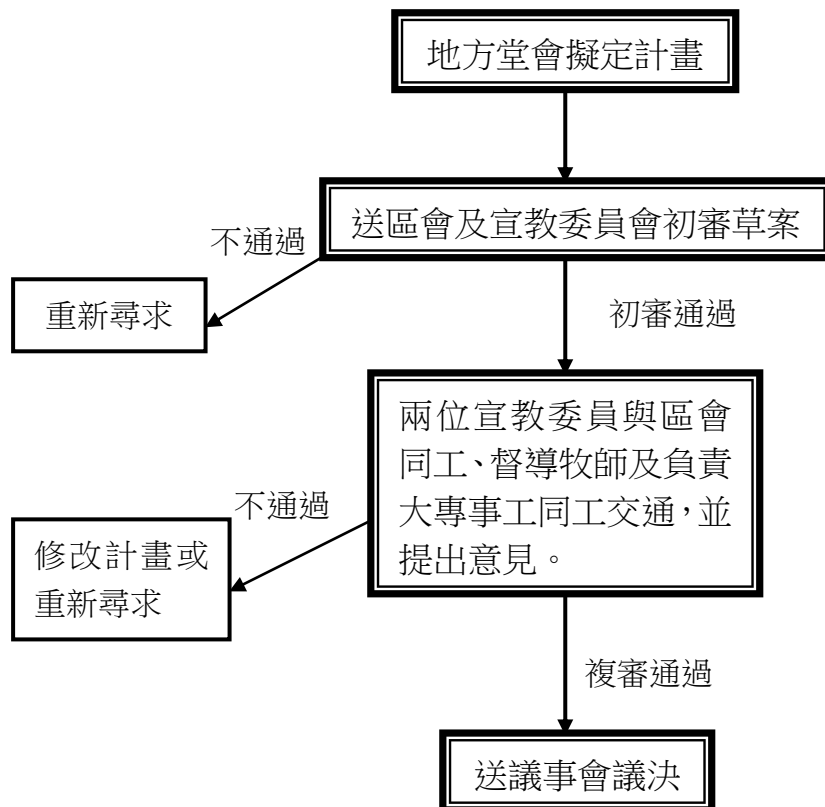 地方堂會擬定計畫
送區會及宣教委員會初審草案
不通過
重新尋求
初審通過
兩位宣教委員與區會
同工、督導牧師及負責
大專事工同工交通，並
提出意見。
不通過
修改計畫或
重新尋求
複審通過
送議事會議決